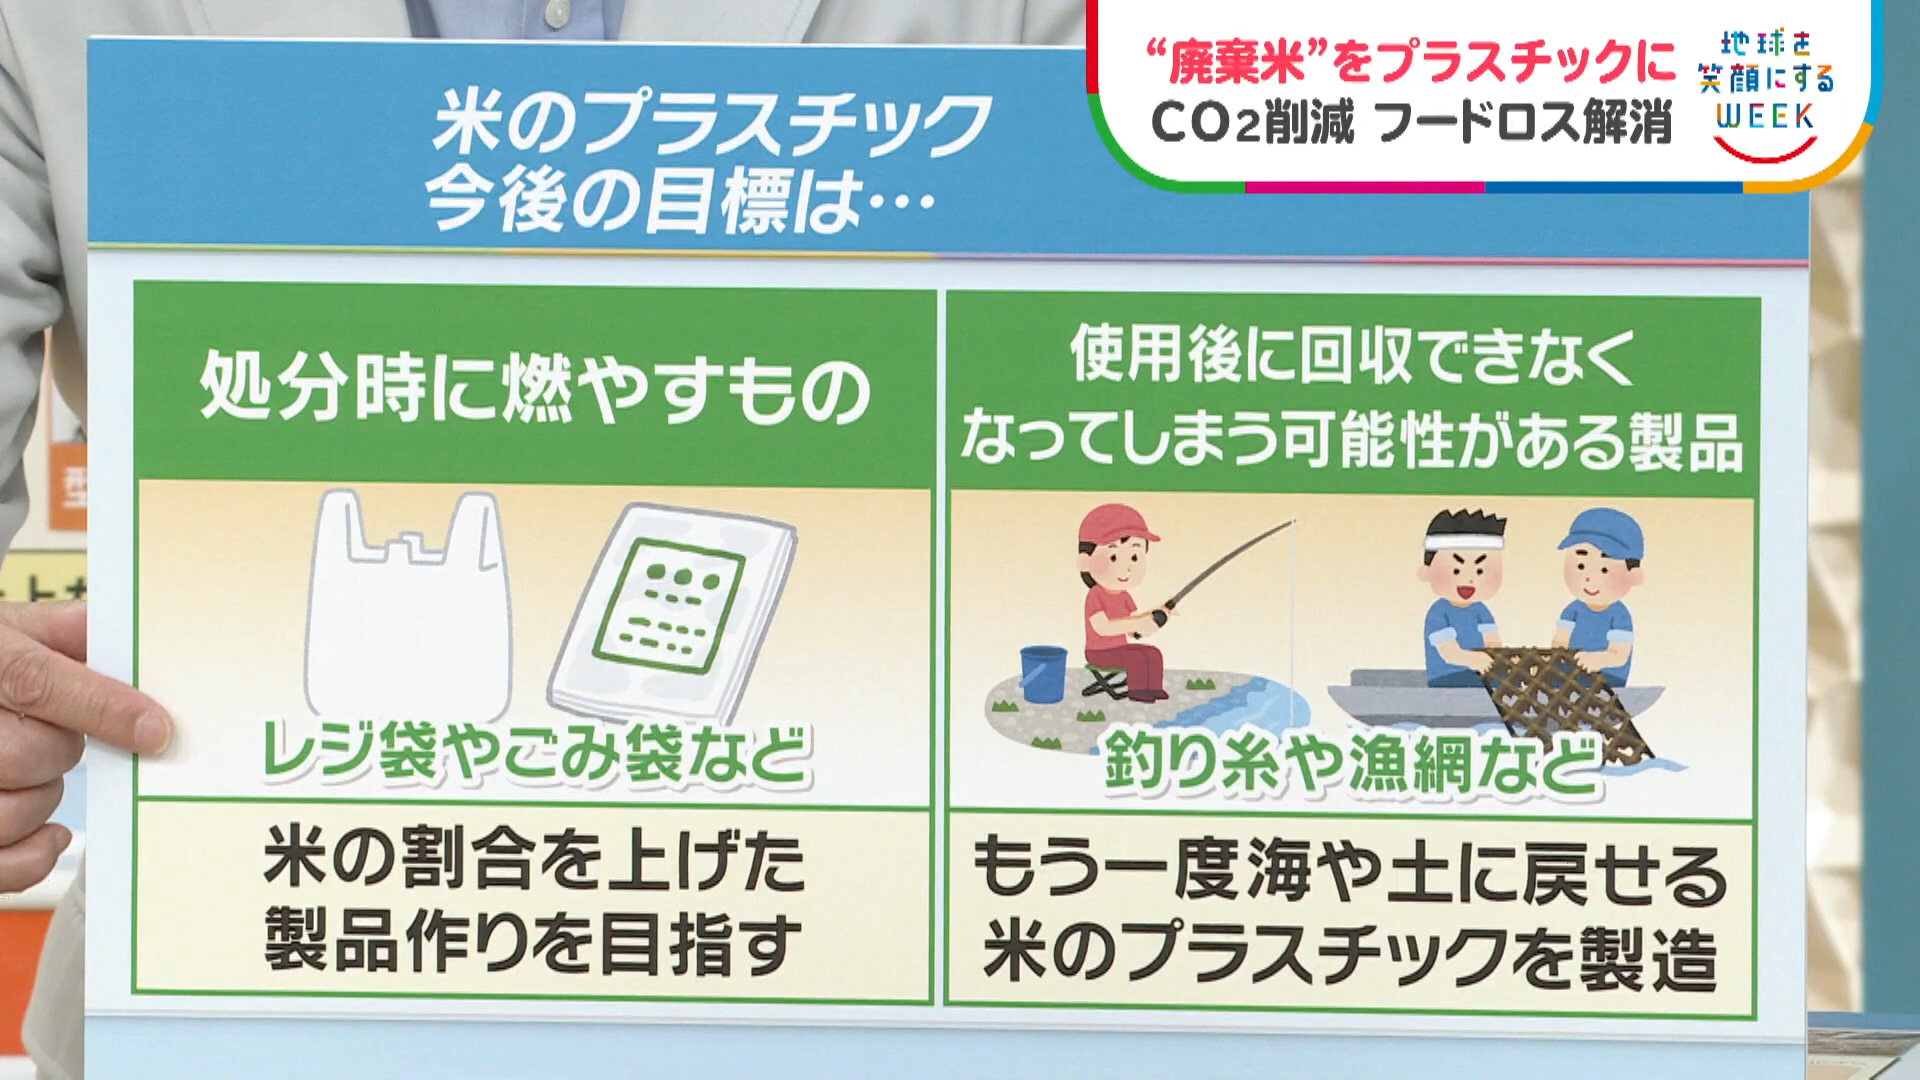 “廃棄米”をプラスチックに
CO2削減 フードロス解消
地球を
笑顔にする
WEEK
米のプラスチック
今後の目標は…
処分時に燃やすもの
レジ袋やごみ袋など
米の割合を上げた
製品作りを目指す
使用後に回収できなく
なってしまう可能性がある製品
釣り糸や漁網など
もう一度海や土に戻せる
米のプラスチックを製造